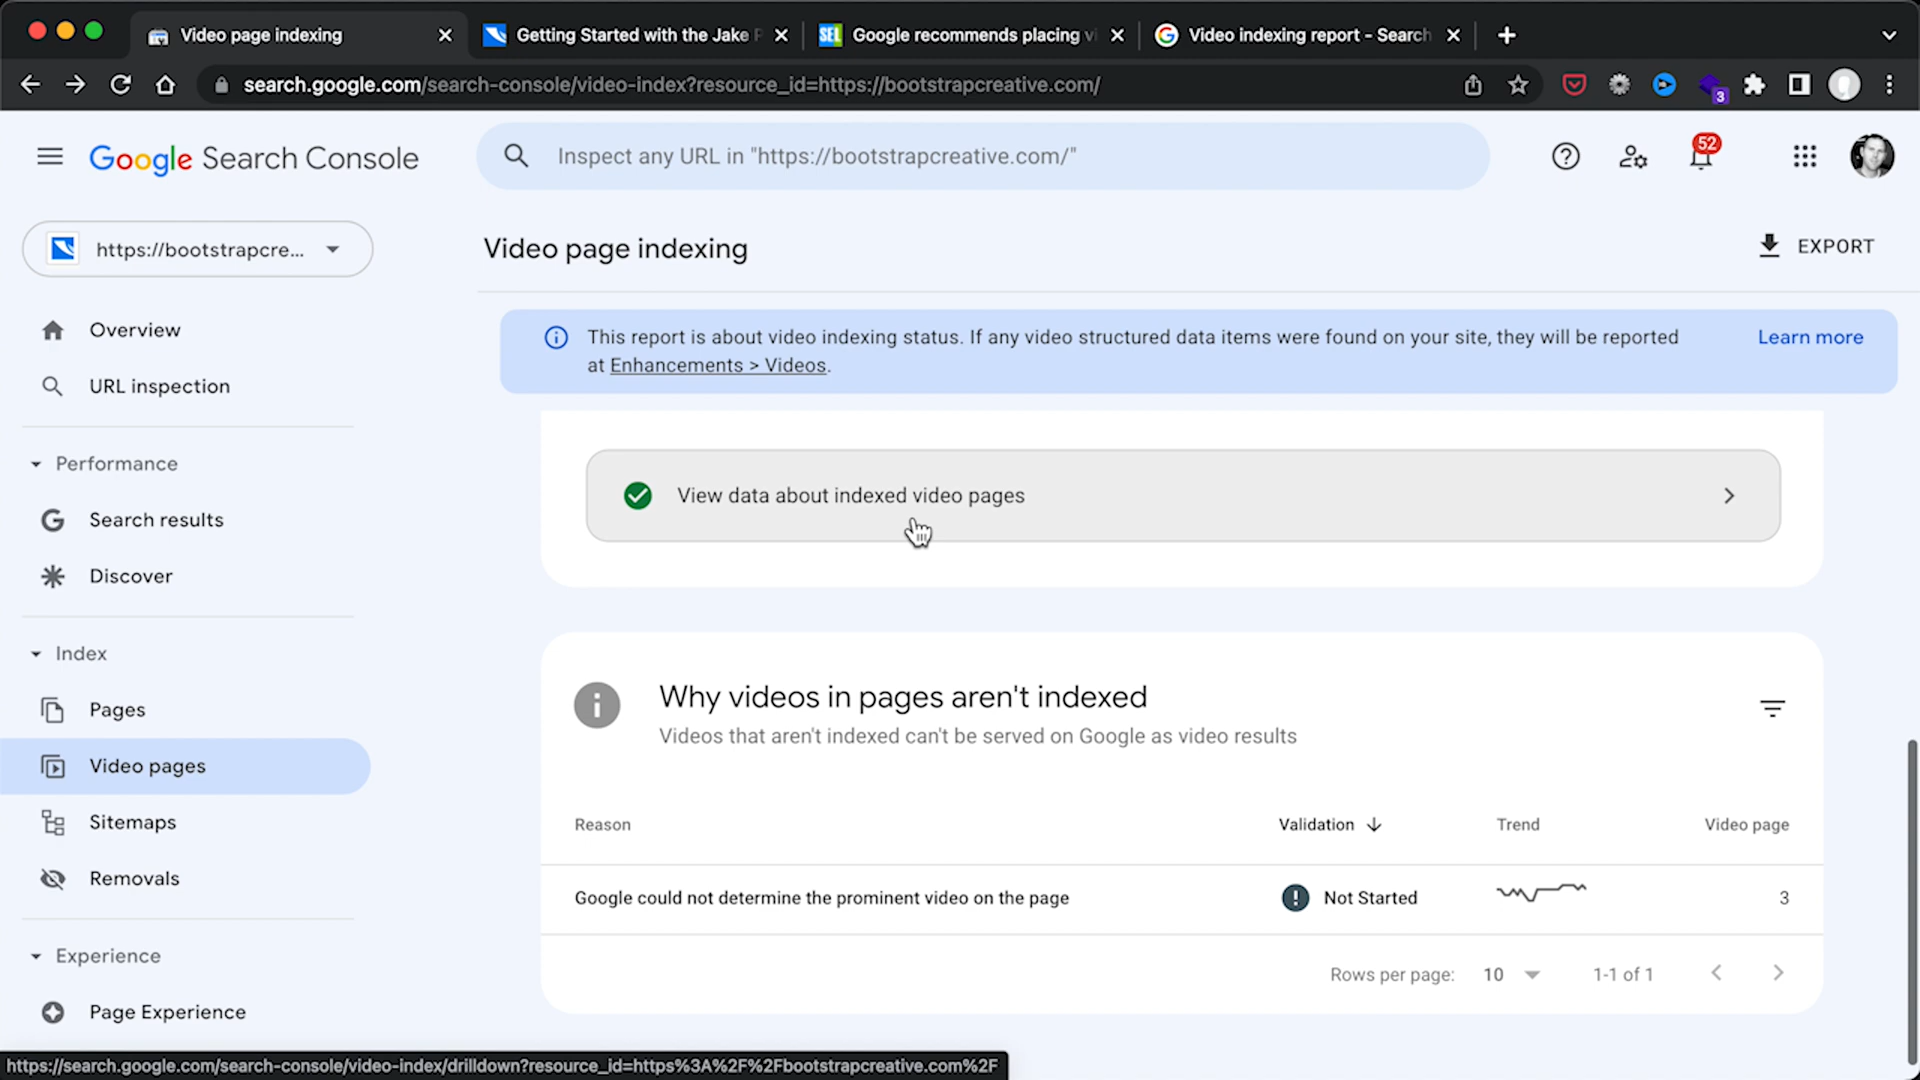 Video page indexing
Getting Started with the Jake P
SEL
Google recommends placing vi
Video indexing report - Search
search.google.com/search-console/video-index?resource_id=https://bootstrapcreative.com/
3
Google Search Console
Inspect any URL in "https://bootstrapcreative.com/"
52
https://bootstrapcre...
Video page indexing
EXPORT
Overview
URL inspection
This report is about video indexing status. If any video structured data items were found on your site, they will be reported
at Enhancements > Videos.
Learn more
Performance
Search results
Discover
View data about indexed video pages
Index
Pages
Video pages
Sitemaps
Removals
Why videos in pages aren't indexed
Videos that aren't indexed can't be served on Google as video results
Reason
Validation
Trend
Video page
Google could not determine the prominent video on the page
Not Started
3
Rows per page:
10
1-1 of 1
Experience
Page Experience
https://search.google.com/search-console/video-index/drilldown?resource_id=https%3A%2F%2Fbootstrapcreative.com%2F